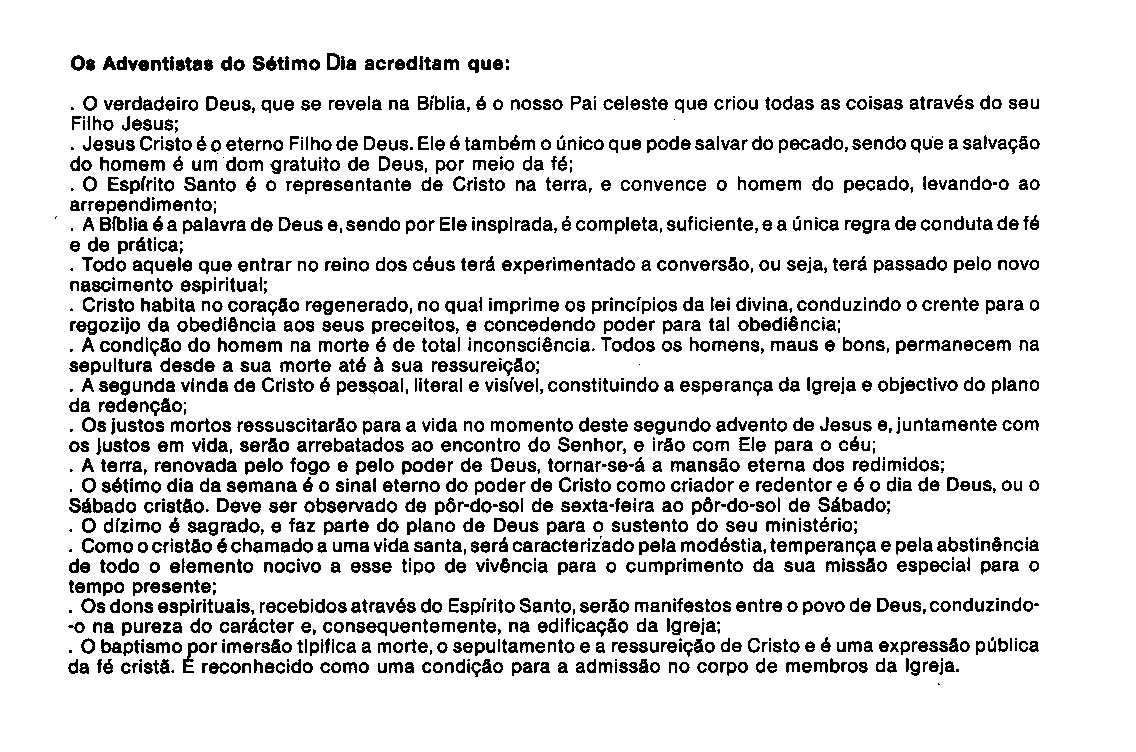 Os Adventistas do Sétimo Dia acreditam que:
. O verdadeiro Deus, que se revela na Bíblia, é o nosso Pai celeste que criou todas as coisas através do seu
Filho Jesus;
. Jesus Cristo é o eterno Filho de Deus. Ele é também o único que pode salvar do pecado, sendo que a salvação
do homem é um dom gratuito de Deus, por meio da fé;
. O Espírito Santo é o representante de Cristo na terra, e convence o homem do pecado, levando-o ao
arrependimento;
. A Bíblia é a palavra de Deus e, sendo por Ele inspirada, é completa, suficiente, e a única regra de conduta de fé
e de prática;
. Todo aquele que entrar no reino dos céus terá experimentado a conversão, ou seja, terá passado pelo novo
nascimento espiritual;
. Cristo habita no coração regenerado, no qual imprime os princípios da lei divina, conduzindo o crente para o
regozijo da obediência aos seus preceitos, e concedendo poder para tal obediência;
. A condição do homem na morte é de total inconsciência. Todos os homens, maus e bons, permanecem na
sepultura desde a sua morte até à sua ressureição;
. A segunda vinda de Cristo é pessoal, literal e visível, constituindo a esperança da Igreja e objectivo do plano
da redenção;
. Os justos mortos ressuscitarão para a vida no momento deste segundo advento de Jesus e, juntamente com
os justos em vida, serão arrebatados ao encontro do Senhor, e irão com Ele para o céu;
. A terra, renovada pelo fogo e pelo poder de Deus, tornar-se-á a mansão eterna dos redimidos;
. O sétimo dia da semana é o sinal eterno do poder de Cristo como criador e redentor e é o dia de Deus, ou o
Sábado cristão. Deve ser observado de pôr-do-sol de sexta-feira ao pôr-do-sol de Sábado;
. O dízimo é sagrado, e faz parte do plano de Deus para o sustento do seu ministério;
. Como o cristão é chamado a uma vida santa, será caracterizado pela modéstia, temperança e pela abstinência
de todo o elemento nocivo a esse tipo de vivência para o cumprimento da sua missão especial para o
tempo presente;
. Os dons espirituais, recebidos através do Espírito Santo, serão manifestos entre o povo de Deus, conduzindo-
-o na pureza do carácter e, consequentemente, na edificação da Igreja;
. O baptismo por imersão tipifica a morte, o sepultamento e a ressureição de Cristo e é uma expressão pública
da fé cristã. É reconhecido como uma condição para a admissão no corpo de membros da Igreja.